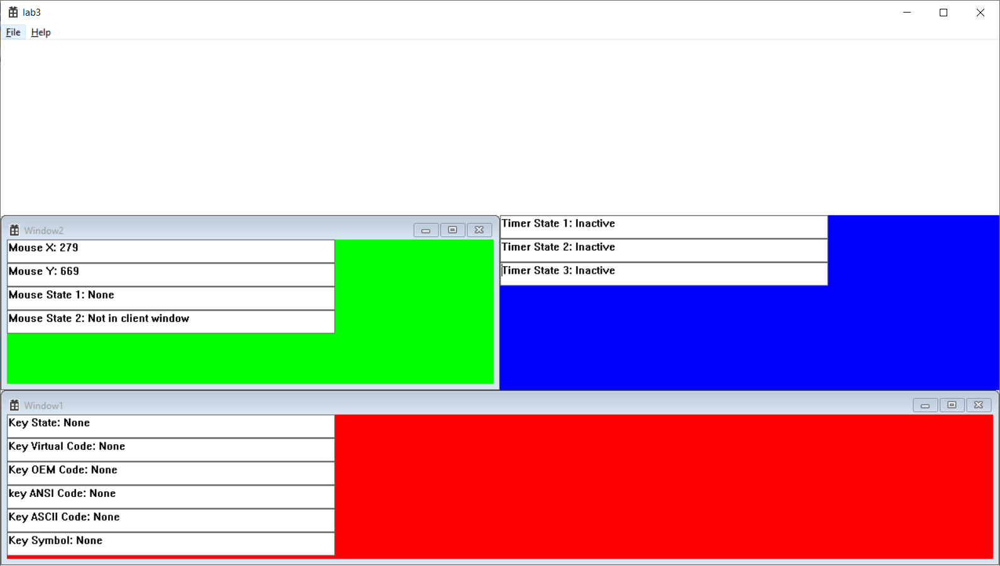 lab3
File Help
Window2
Mouse X: 279
Mouse Y: 669
Mouse State 1: None
Mouse State 2: Not in client window
Timer State 1: Inactive
Timer State 2: Inactive
Timer State 3: Inactive
Window1
Key State: None
Key Virtual Code: None
Key OEM Code: None
key ANSI Code: None
Key ASCII Code: None
Key Symbol: None